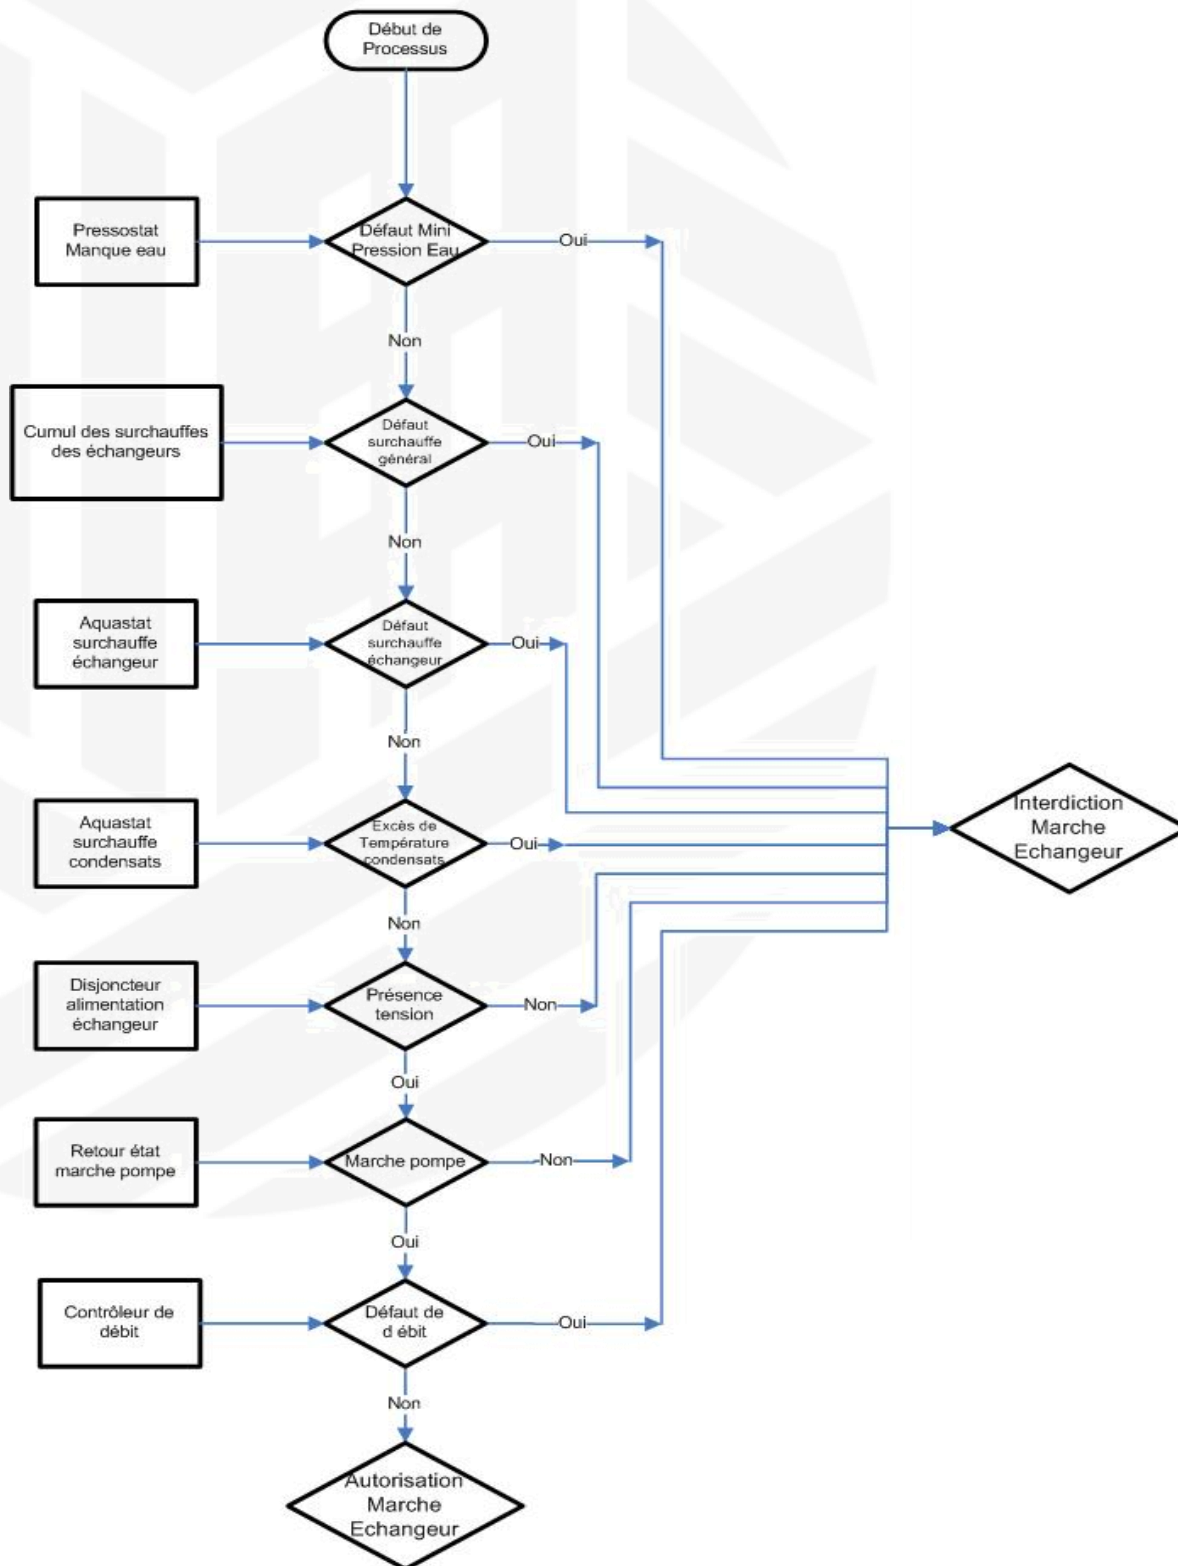 Début de
Processus
Pressostat
Manque eau
Défaut Mini
Pression Eau
Oui
Non
Cumul des surchauffes
des échangeurs
Défaut
surchauffe
général
Oui
Non
Aquastat
surchauffe
échangeur
Défaut
surchauffe
échangeur
Oui
Non
Aquastat
surchauffe
condensats
Excès de
Température
condensats
Oui
Interdiction
Marche
Echangeur
Non
Disjoncteur
alimentation
échangeur
Présence
tension
Non
Oui
Retour état
marche pompe
Marche pompe
Non
Oui
Contrôleur de
débit
Défaut de
d ébit
Oui
Non
Autorisation
Marche
Echangeur